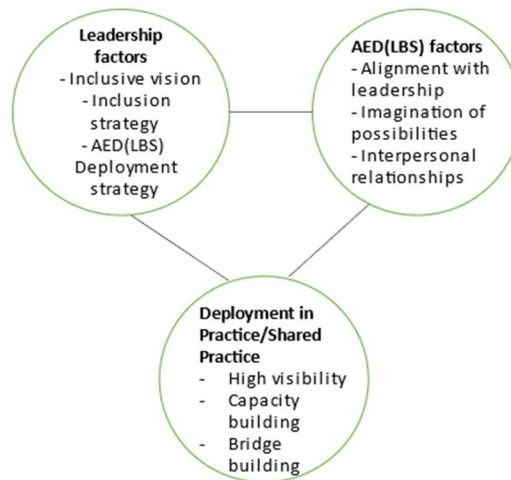 Leadership
factors
- Inclusive vision
- Inclusion
strategy
- AED(LBS)
Deployment
strategy
AED(LBS) factors
- Alignment with
leadership
- Imagination of
possibilities
- Interpersonal
relationships
Deployment in
Practice/Shared
Practice
- High visibility
- Capacity
building
- Bridge
building